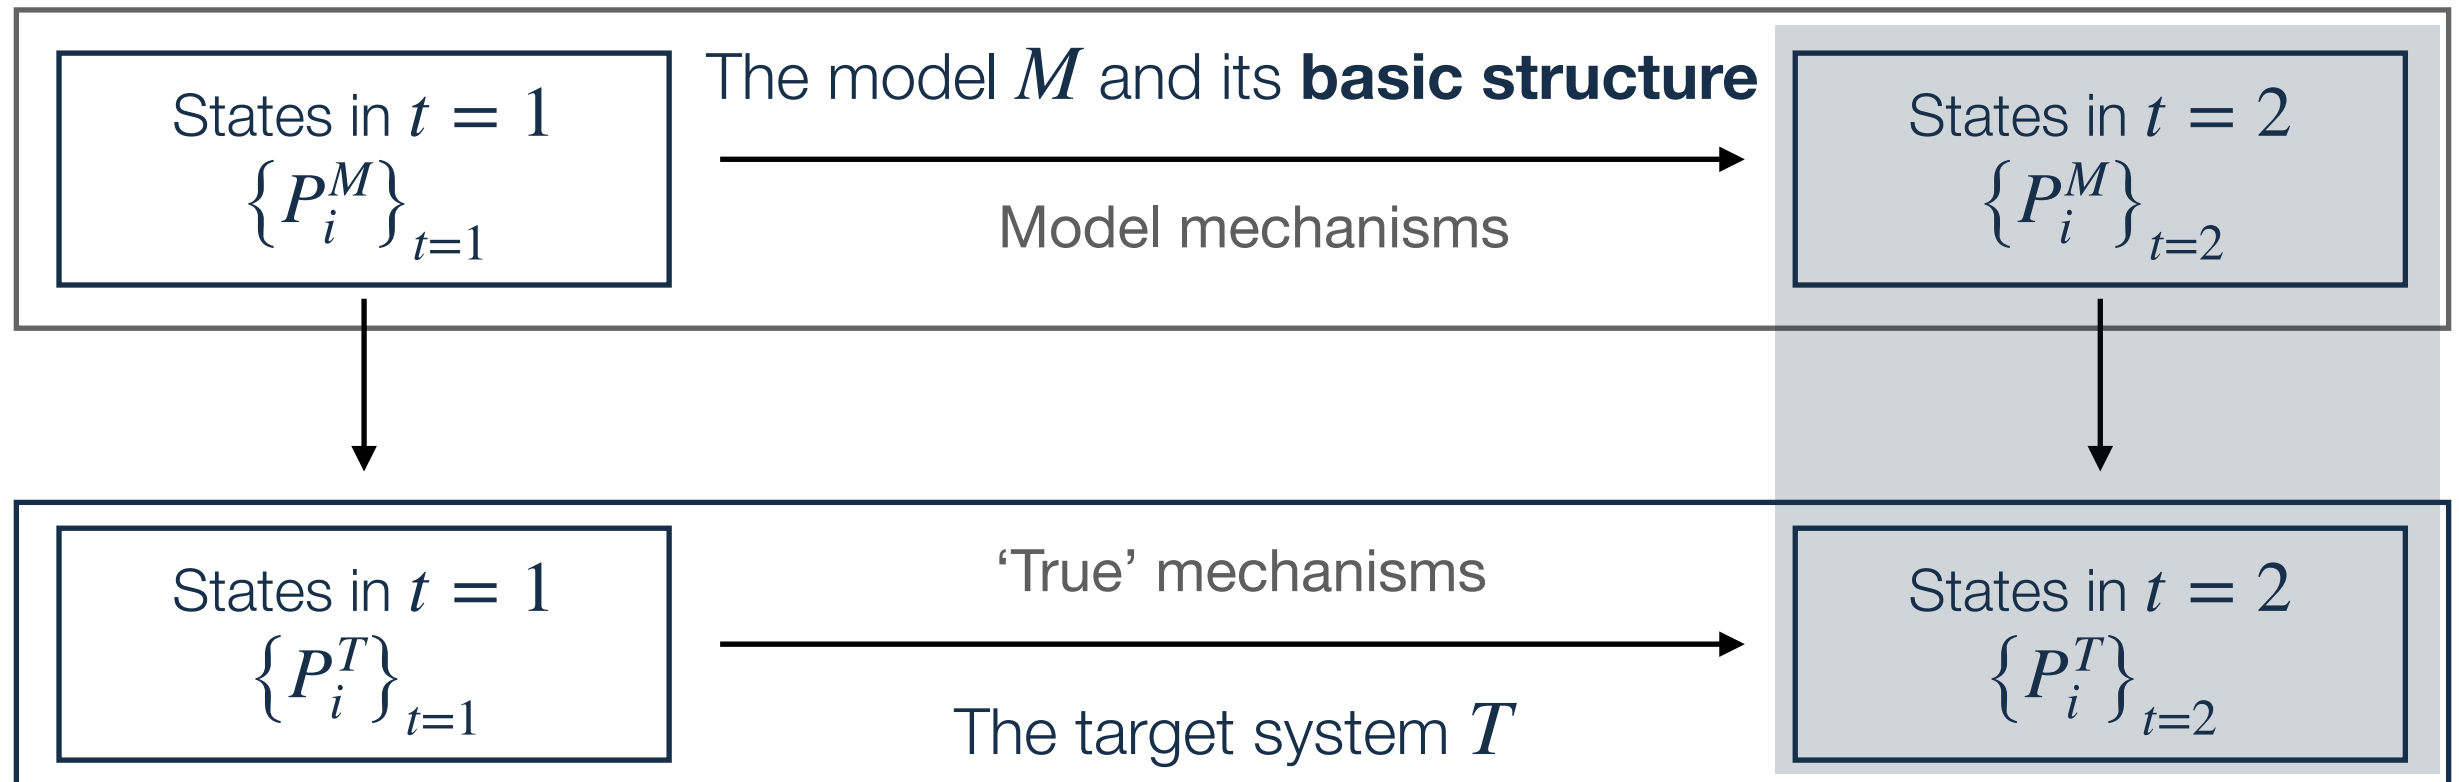 The model M and its basic structure
States in t = 1
{P_i^M}_{t=1}
Model mechanisms
States in t = 2
{P_i^M}_{t=2}
States in t = 1
{P_i^T}_{t=1}
‘True’ mechanisms
The target system T
States in t = 2
{P_i^T}_{t=2}